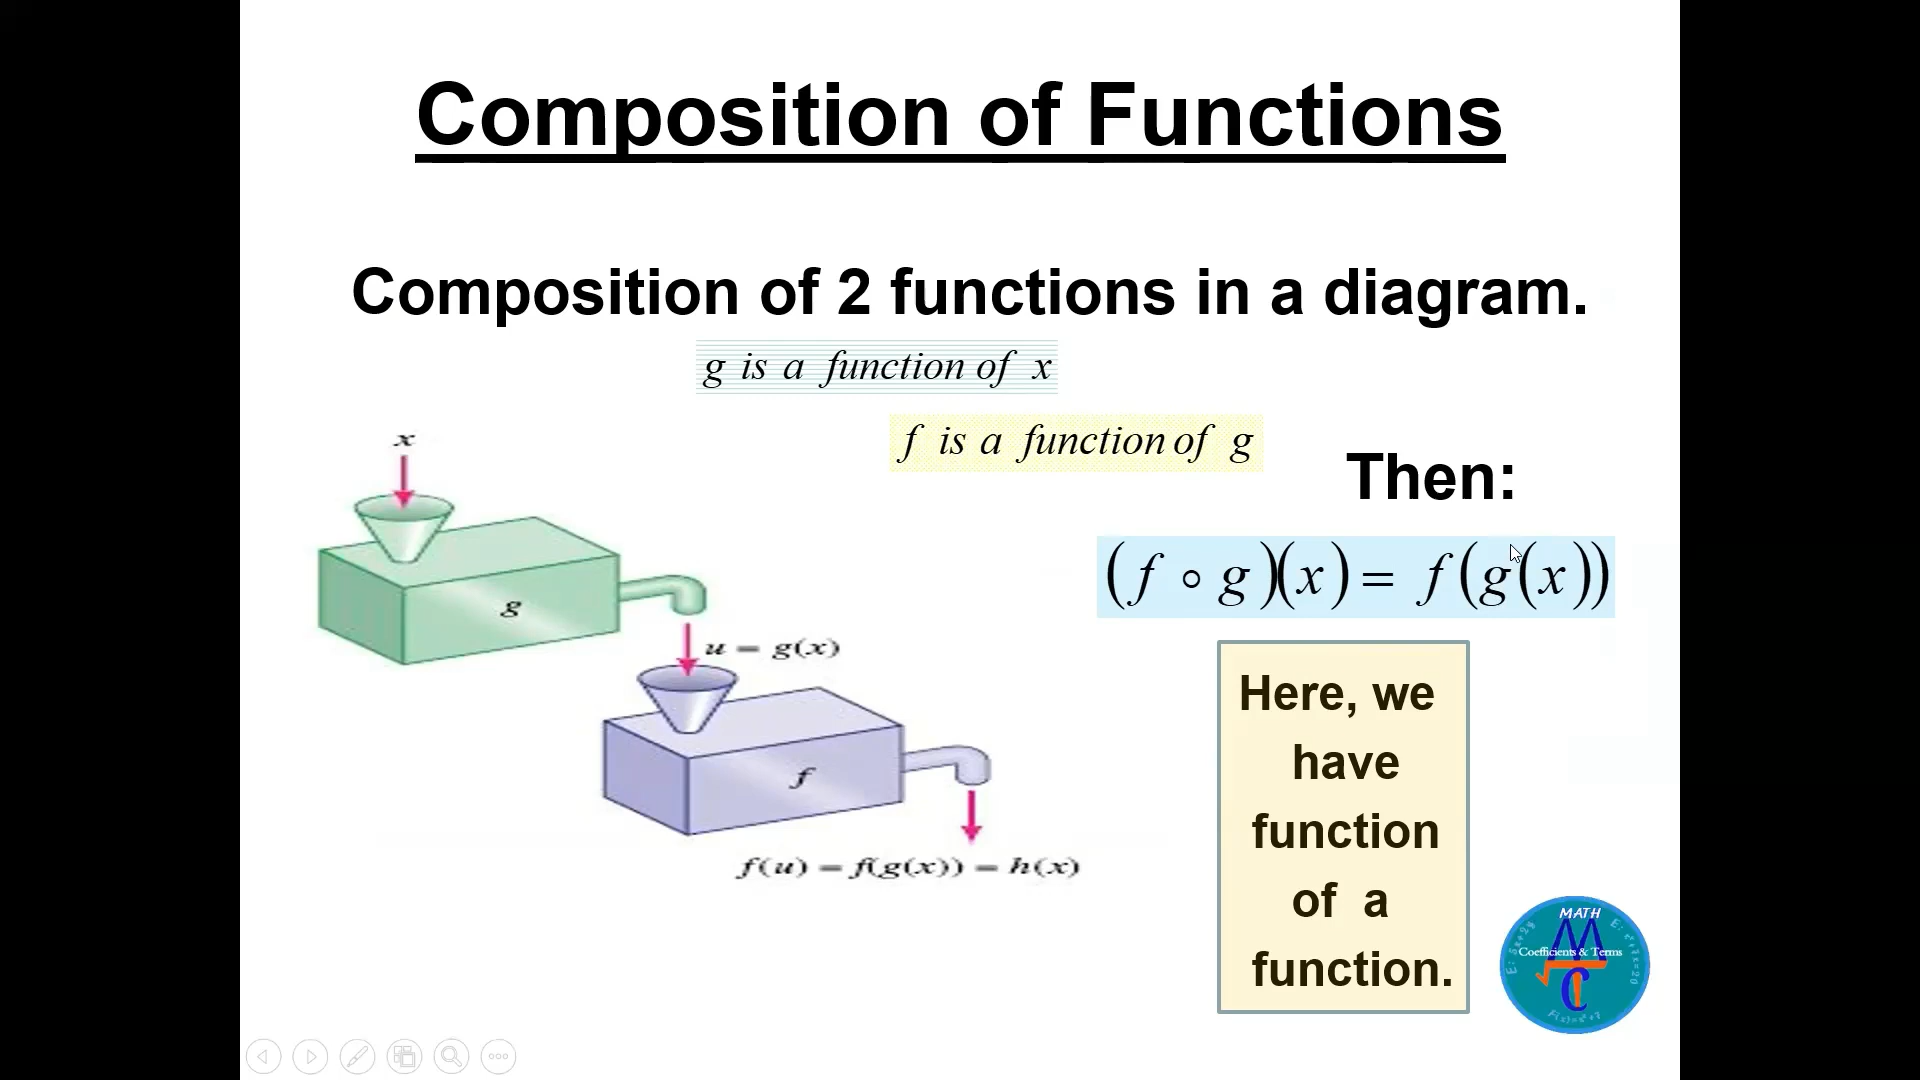 Composition of Functions
Composition of 2 functions in a diagram.
g is a function of x
f is a function of g
Then:
(f ∘ g)(x) = f(g(x))
x
g
u = g(x)
f
f(u) = f(g(x)) = h(x)
Here, we
have
function
of a
function.
MATH
M
Coefficients & Terms
C